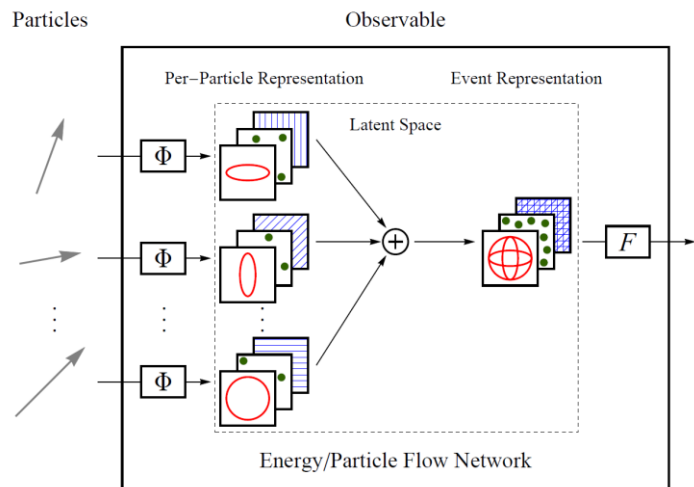 Particles
Observable
Per−Particle Representation
Event Representation
Latent Space
Φ
Φ
Φ
F
Energy/Particle Flow Network